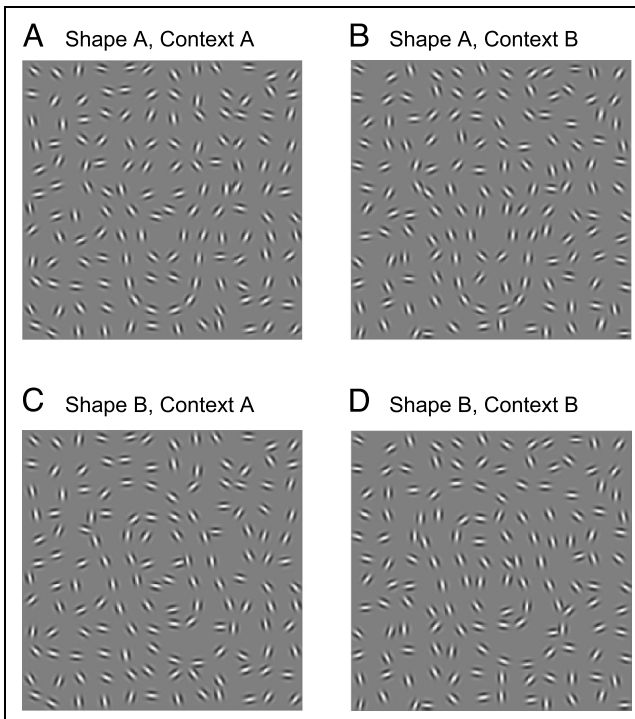 A Shape A, Context A
B Shape A, Context B
C Shape B, Context A
D Shape B, Context B